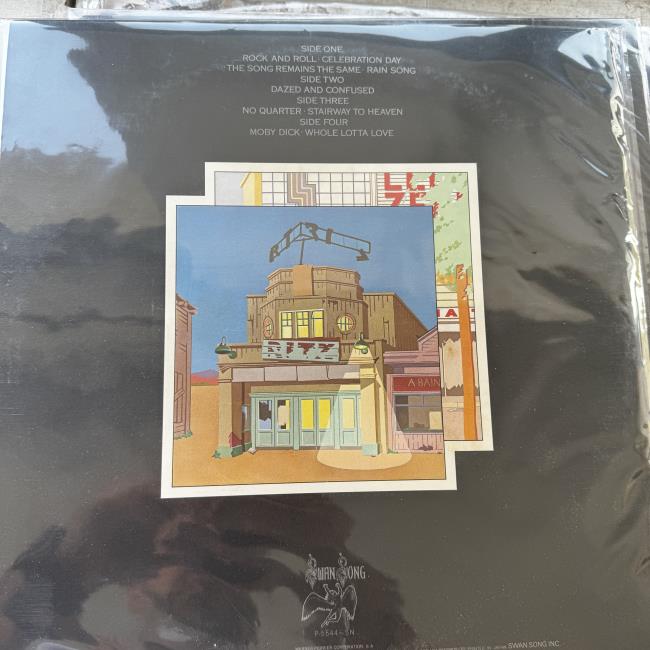 SIDE ONE
ROCK AND ROLL · CELEBRATION DAY
THE SONG REMAINS THE SAME · RAIN SONG
SIDE TWO
DAZED AND CONFUSED
SIDE THREE
NO QUARTER · STAIRWAY TO HEAVEN
SIDE FOUR
MOBY DICK · WHOLE LOTTA LOVE
RITZ
A·BAIN
SWAN SONG
P-5544~5N
SWAN SONG INC.